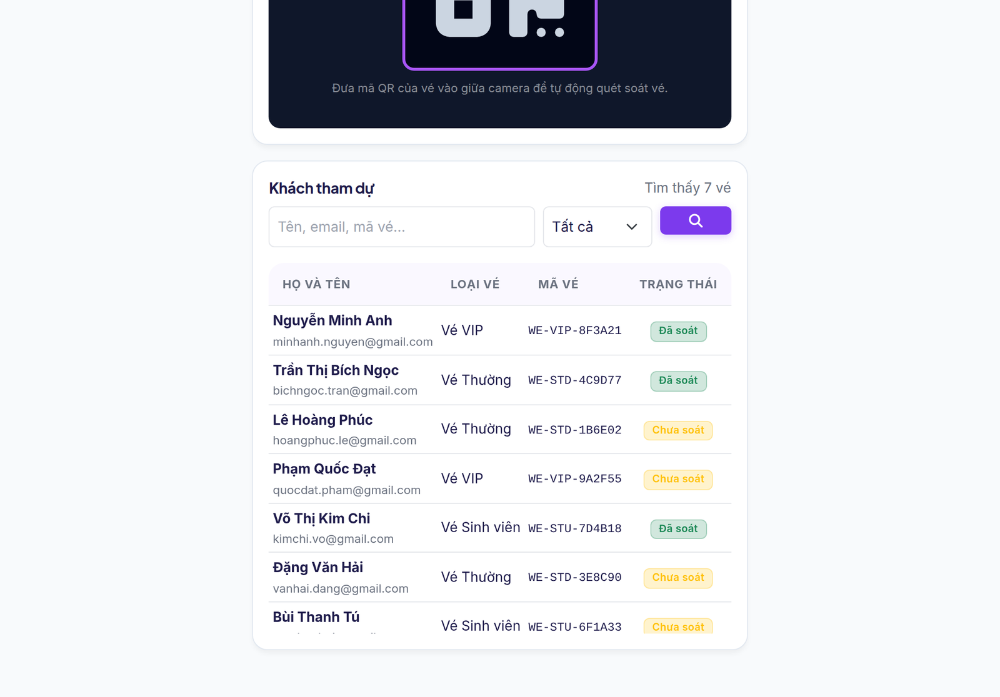 Đưa mã QR của vé vào giữa camera để tự động quét soát vé.
Khách tham dự
Tìm thấy 7 vé
Tên, email, mã vé...
Tất cả
HỌ VÀ TÊN LOẠI VÉ MÃ VÉ TRẠNG THÁI
Nguyễn Minh Anh
minhanh.nguyen@gmail.com
Vé VIP WE-VIP-8F3A21 Đã soát
Trần Thị Bích Ngọc
bichngoc.tran@gmail.com
Vé Thường WE-STD-4C9D77 Đã soát
Lê Hoàng Phúc
hoangphuc.le@gmail.com
Vé Thường WE-STD-1B6E02 Chưa soát
Phạm Quốc Đạt
quocdat.pham@gmail.com
Vé VIP WE-VIP-9A2F55 Chưa soát
Võ Thị Kim Chi
kimchi.vo@gmail.com
Vé Sinh viên WE-STU-7D4B18 Đã soát
Đặng Văn Hải
vanhai.dang@gmail.com
Vé Thường WE-STD-3E8C90 Chưa soát
Bùi Thanh Tú
Vé Sinh viên WE-STU-6F1A33 Chưa soát